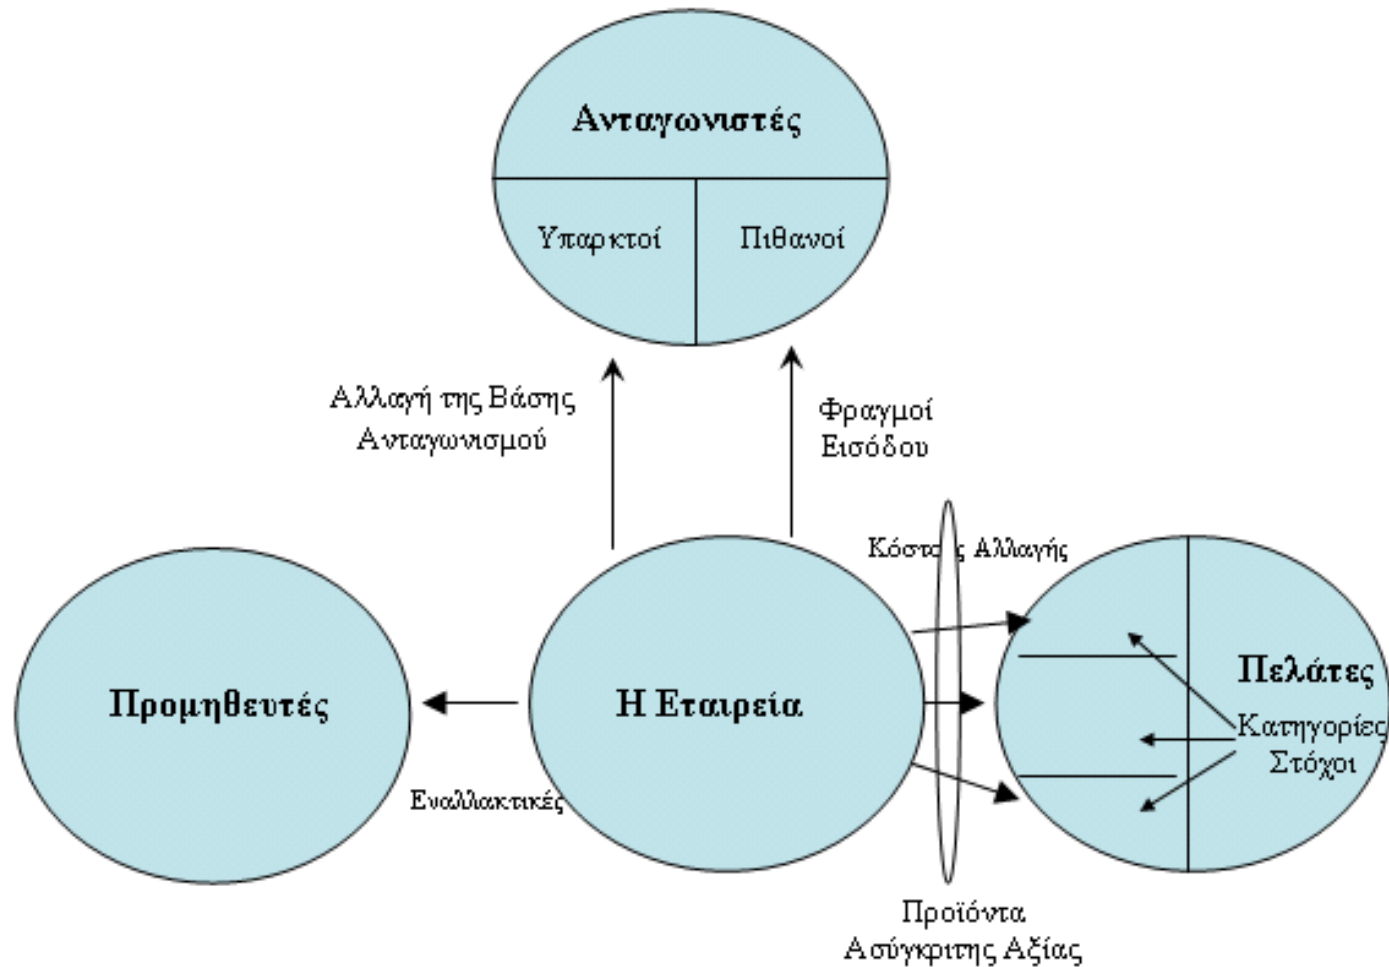 Ανταγωνιστές
Υπαρκτοί
Πιθανοί
Αλλαγή της Βάσης
Ανταγωνισμού
Φραγμοί
Εισόδου
Κόστους Αλλαγής
Προμηθευτές
Η Εταιρεία
Πελάτες
Κατηγορίες
Στόχοι
Εναλλακτικές
Προϊόντα
Ασύγκριτης Αξίας